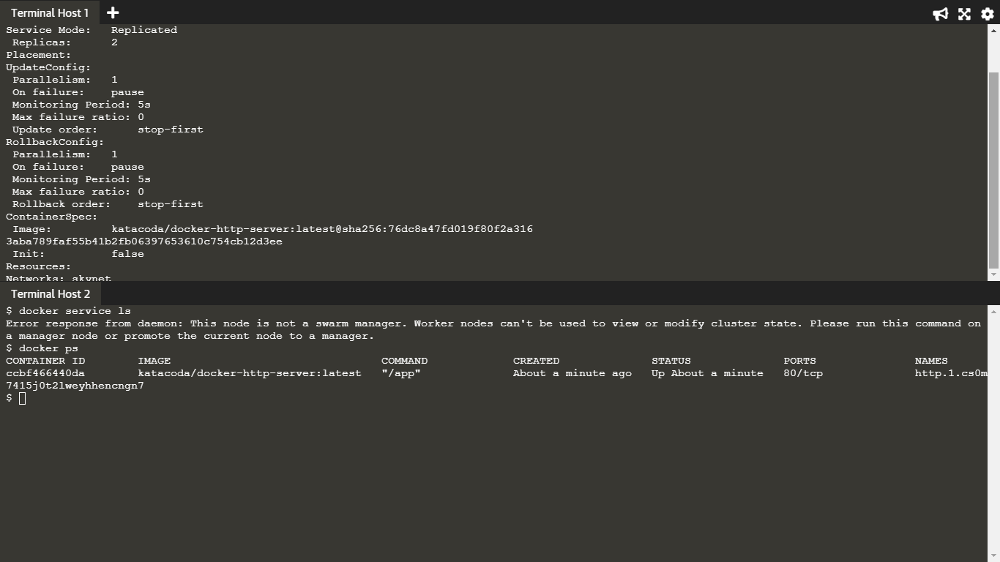 Terminal Host 1
Service Mode:   Replicated
 Replicas:      2
Placement:
UpdateConfig:
 Parallelism:   1
 On failure:    pause
 Monitoring Period: 5s
 Max failure ratio: 0
 Update order:      stop-first
RollbackConfig:
 Parallelism:   1
 On failure:    pause
 Monitoring Period: 5s
 Max failure ratio: 0
 Rollback order:    stop-first
ContainerSpec:
 Image:         katacoda/docker-http-server:latest@sha256:76dc8a47fd019f80f2a316
3aba789faf55b41b2fb06397653610c754cb12d3ee
 Init:          false
Resources:
Networks: skynet
Terminal Host 2
$ docker service ls
Error response from daemon: This node is not a swarm manager. Worker nodes can't be used to view or modify cluster state. Please run this command on
a manager node or promote the current node to a manager.
$ docker ps
CONTAINER ID        IMAGE                                COMMAND             CREATED              STATUS              PORTS               NAMES
ccbf466440da        katacoda/docker-http-server:latest   "/app"              About a minute ago   Up About a minute   80/tcp              http.1.cs0m
7415j0t2lweyhhencngn7
$